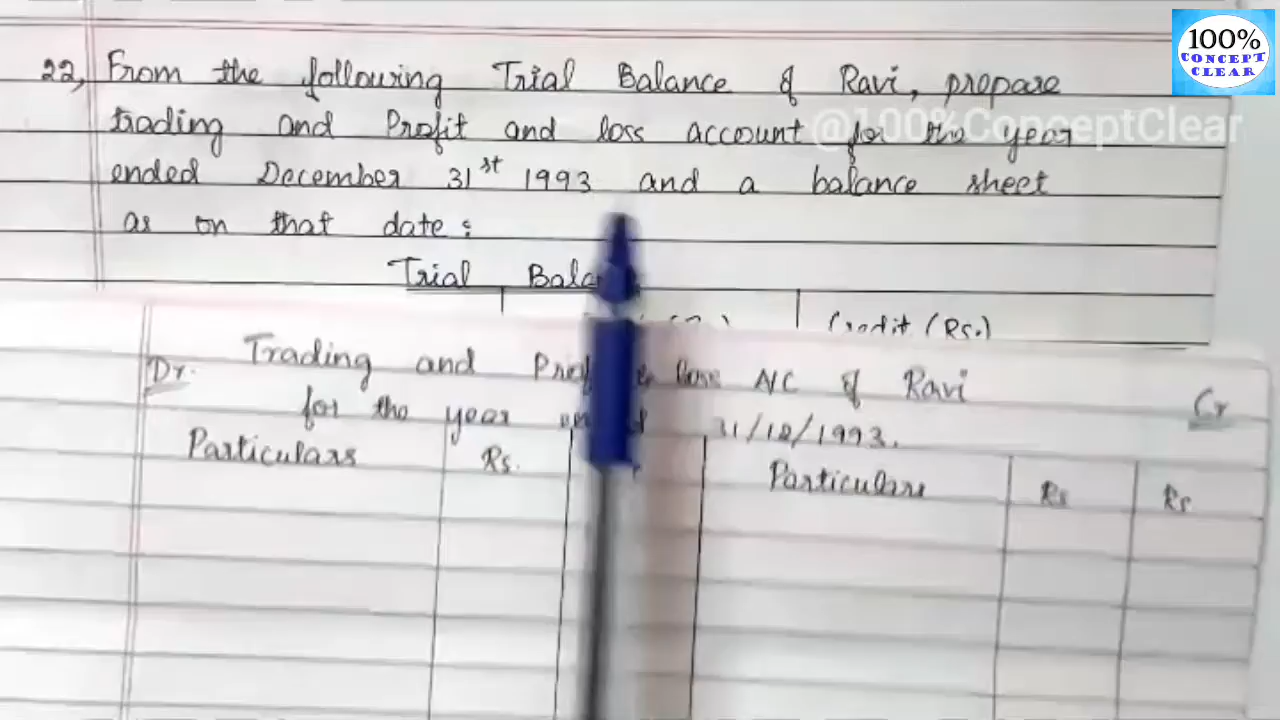 100%
CONCEPT
CLEAR
22, From the following Trial Balance of Ravi, prepare
@100%ConceptClear
trading and Profit and loss account for the year
ended December 31st 1993 and a balance sheet
as on that date:
Trial
Credit (Rs.)
Trading and loss A/C of Ravi
Dr. Cr
for the year 31/12/1993.
Particulars Rs. Particulars Rs Rs